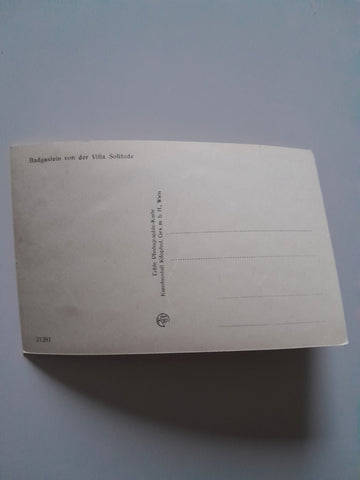 Badgastein von der Villa Solitude
Echte Photographie-Karte
Kunstanstalt Kilophot, Ges. m. b. H., Wien
21281